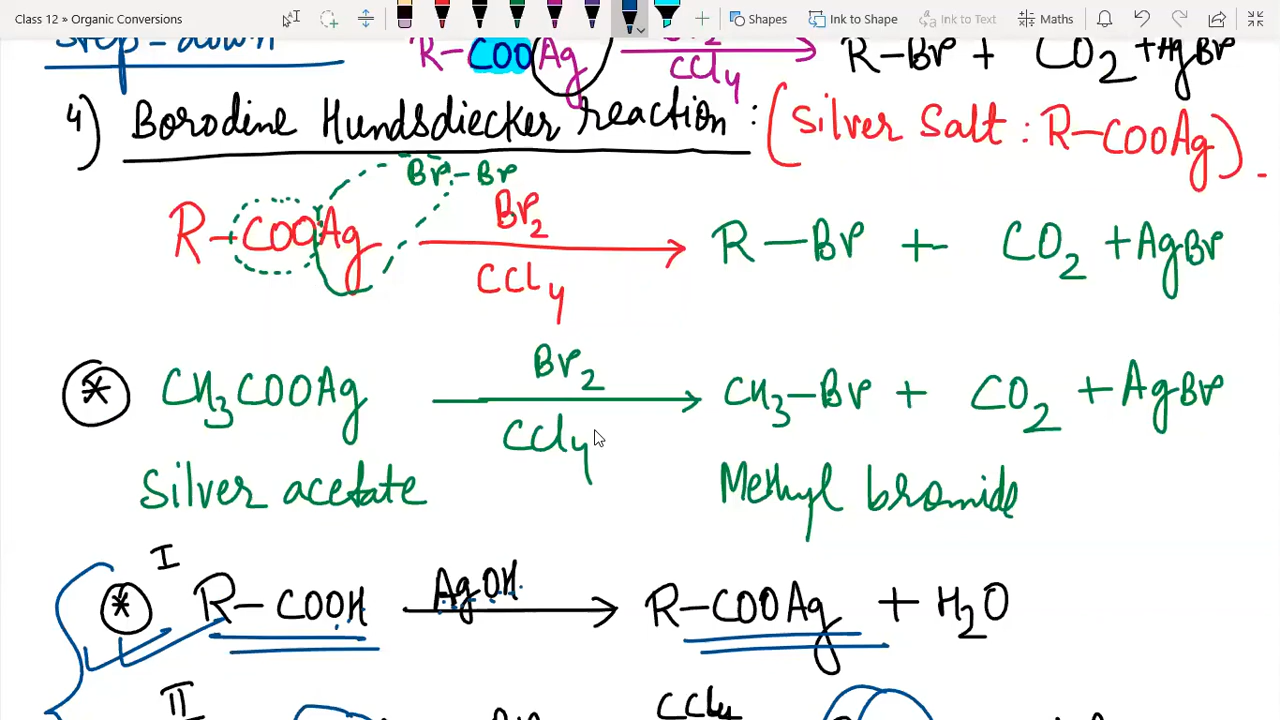 Class 12 » Organic Conversions
Shapes Ink to Shape Ink to Text Maths
Step-down
R-COOAg CCl4 R-Br + CO2 + AgBr
4) Borodine Hundsdiecker reaction : (Silver Salt : R-COOAg).
Br-Br
R-COOAg Br2 CCl4 R-Br + CO2 + AgBr
* CH3COOAg Br2 CCl4 CH3-Br + CO2 + AgBr
Silver acetate Methyl bromide
I
* R-COOH AgOH R-COOAg + H2O
II CCl4